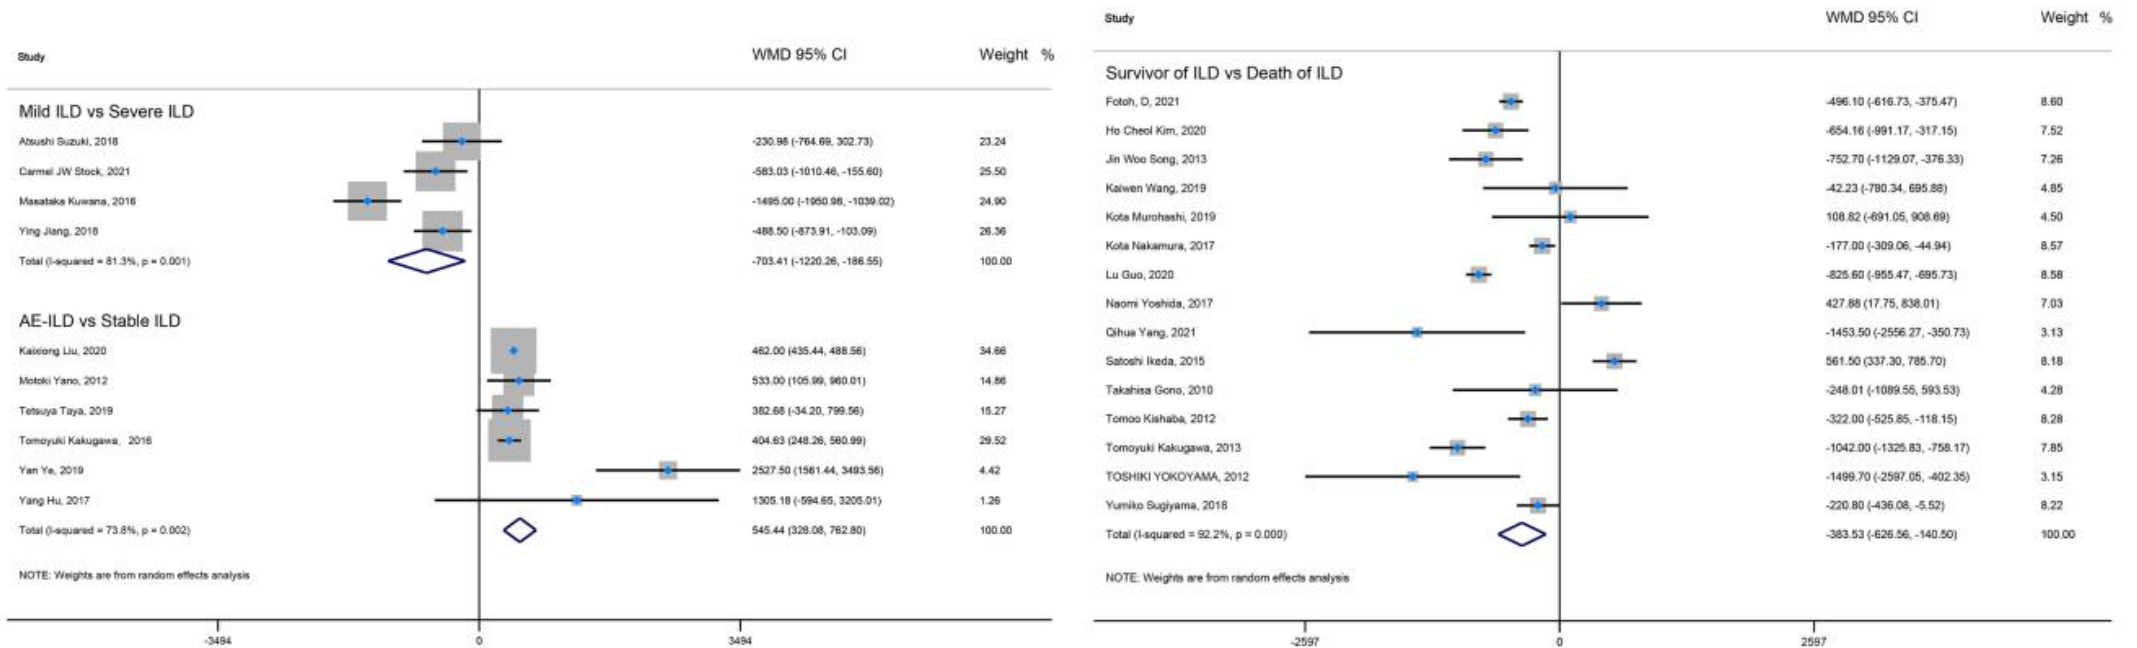 Study WMD 95% CI Weight %
Mild ILD vs Severe ILD
Atsushi Suzuki, 2018 -230.98 (-764.69, 302.73) 23.24
Carmel JW Stock, 2021 -583.03 (-1010.46, -155.60) 25.50
Masataka Kuwana, 2016 -1495.00 (-1950.98, -1039.02) 24.90
Ying Jiang, 2018 -488.50 (-873.91, -103.09) 26.36
Total (I-squared = 81.3%, p = 0.001) -703.41 (-1220.26, -186.55) 100.00
AE-ILD vs Stable ILD
Kaixiong Liu, 2020 462.00 (435.44, 488.56) 34.66
Motoki Yano, 2012 533.00 (105.99, 960.01) 14.86
Tetsuya Taya, 2019 382.68 (-34.20, 799.56) 15.27
Tomoyuki Kakugawa, 2016 404.63 (248.26, 560.99) 29.52
Yan Ye, 2019 2527.50 (1561.44, 3493.56) 4.42
Yang Hu, 2017 1305.18 (-594.65, 3205.01) 1.26
Total (I-squared = 73.8%, p = 0.002) 545.44 (328.08, 762.80) 100.00
NOTE: Weights are from random effects analysis
-3494 0 3494
Study WMD 95% CI Weight %
Survivor of ILD vs Death of ILD
Fotoh, D, 2021 -496.10 (-616.73, -375.47) 8.60
Ho Cheol Kim, 2020 -654.16 (-991.17, -317.15) 7.52
Jin Woo Song, 2013 -752.70 (-1129.07, -376.33) 7.26
Kaiwen Wang, 2019 -42.23 (-780.34, 695.88) 4.85
Kota Murohashi, 2019 108.82 (-691.05, 908.69) 4.50
Kota Nakamura, 2017 -177.00 (-309.06, -44.94) 8.57
Lu Guo, 2020 -825.60 (-955.47, -695.73) 8.58
Naomi Yoshida, 2017 427.88 (17.75, 838.01) 7.03
Qihua Yang, 2021 -1453.50 (-2556.27, -350.73) 3.13
Satoshi Ikeda, 2015 561.50 (337.30, 785.70) 8.18
Takahisa Gono, 2010 -248.01 (-1089.55, 593.53) 4.28
Tomoo Kishaba, 2012 -322.00 (-525.85, -118.15) 8.28
Tomoyuki Kakugawa, 2013 -1042.00 (-1325.83, -758.17) 7.85
TOSHIKI YOKOYAMA, 2012 -1499.70 (-2597.05, -402.35) 3.15
Yumiko Sugiyama, 2018 -220.80 (-436.08, -5.52) 8.22
Total (I-squared = 92.2%, p = 0.000) -383.53 (-626.56, -140.50) 100.00
NOTE: Weights are from random effects analysis
-2597 0 2597